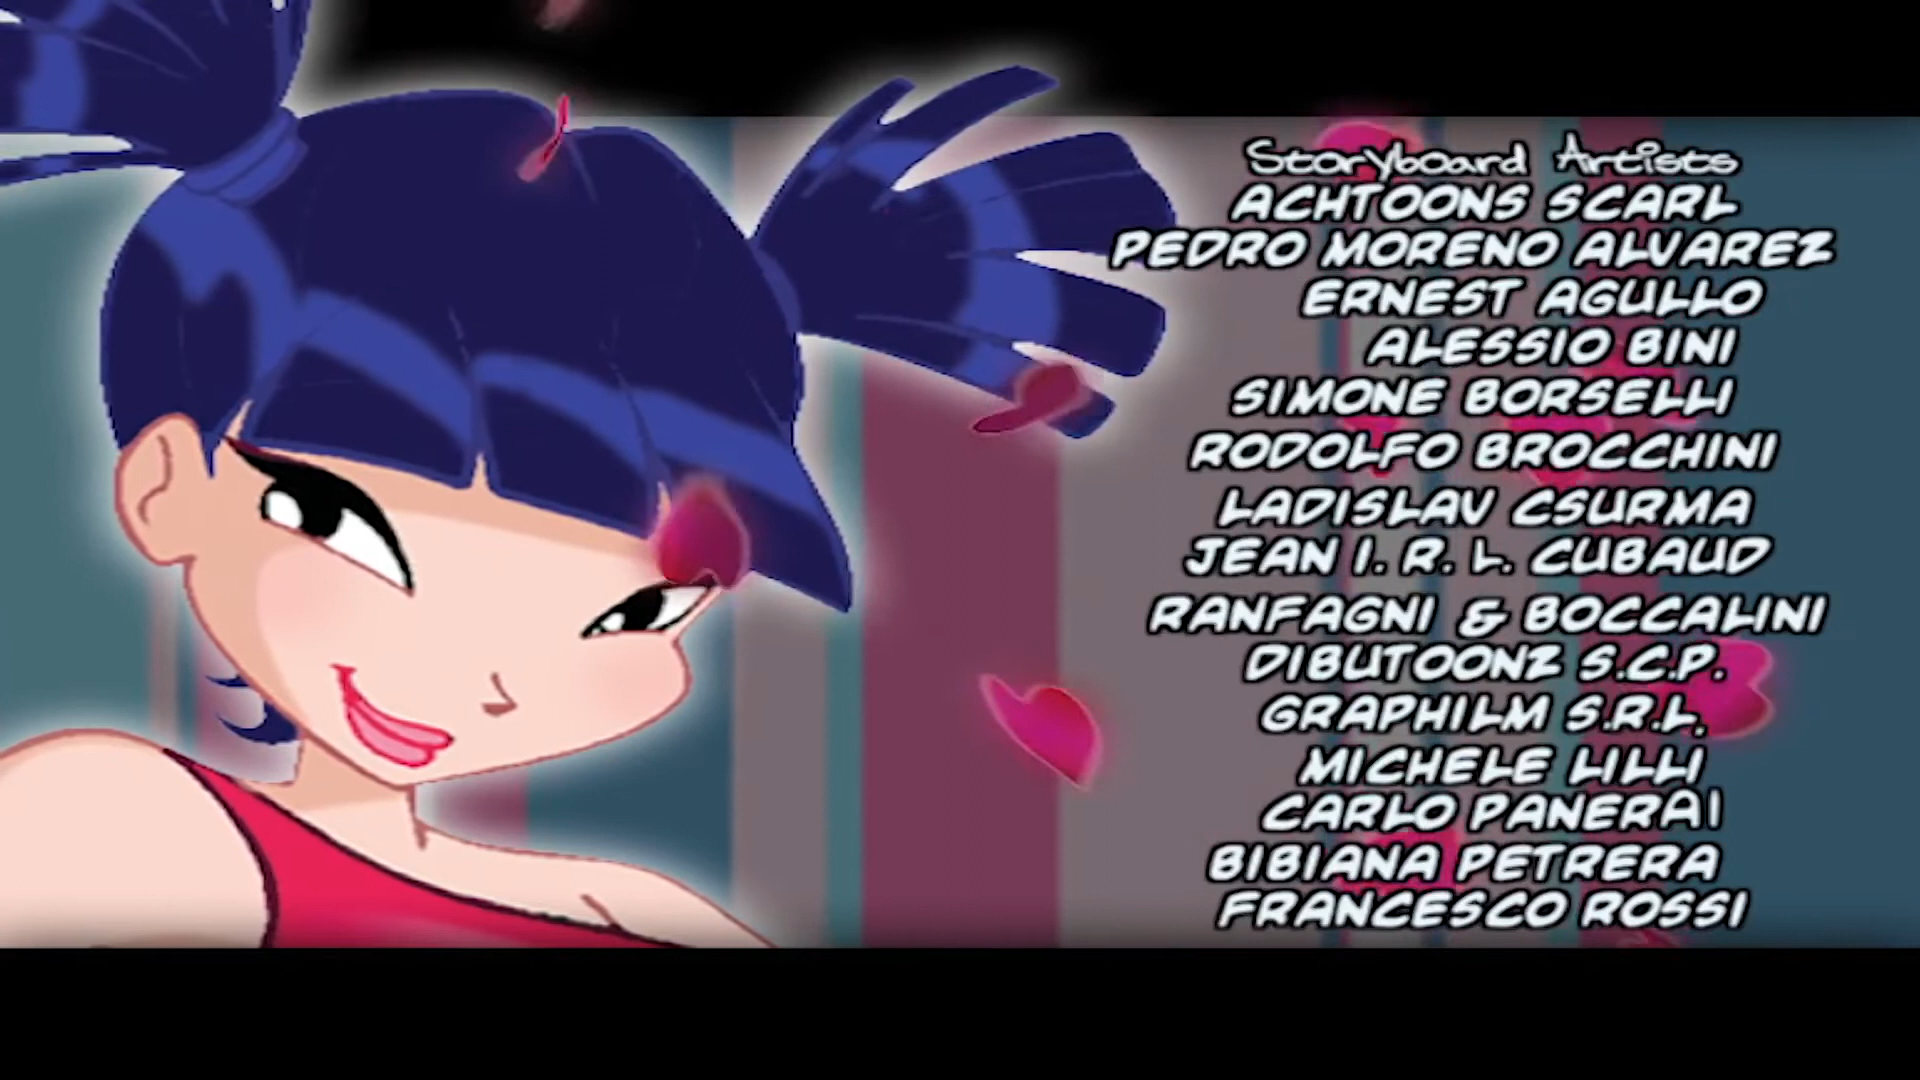 Storyboard Artists
ACHTOONS SCARL
PEDRO MORENO ALVAREZ
ERNEST AGULLO
ALESSIO BINI
SIMONE BORSELLI
RODOLFO BROCCHINI
LADISLAV CSURMA
JEAN I. R. L. CUBAUD
RANFAGNI & BOCCALINI
DIBUTOONZ S.C.P.
GRAPHILM S.R.L.
MICHELE LILLI
CARLO PANERAI
BIBIANA PETRERA
FRANCESCO ROSSI